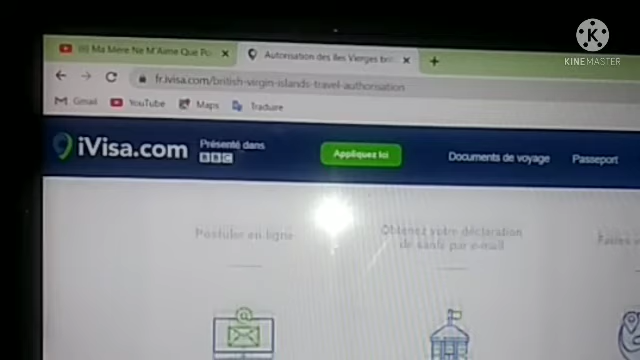 Ma Mère Ne M'Aime Que Po
Autorisation des îles Vierges brit
fr.ivisa.com/british-virgin-islands-travel-authorisation
Gmail
YouTube
Maps
Traduire
iVisa.com
Présenté dans
BBC
Appliquez Ici
Documents de voyage
Passeport
Postuler en ligne
Obtenez votre déclaration
de santé par e-mail
KINEMASTER